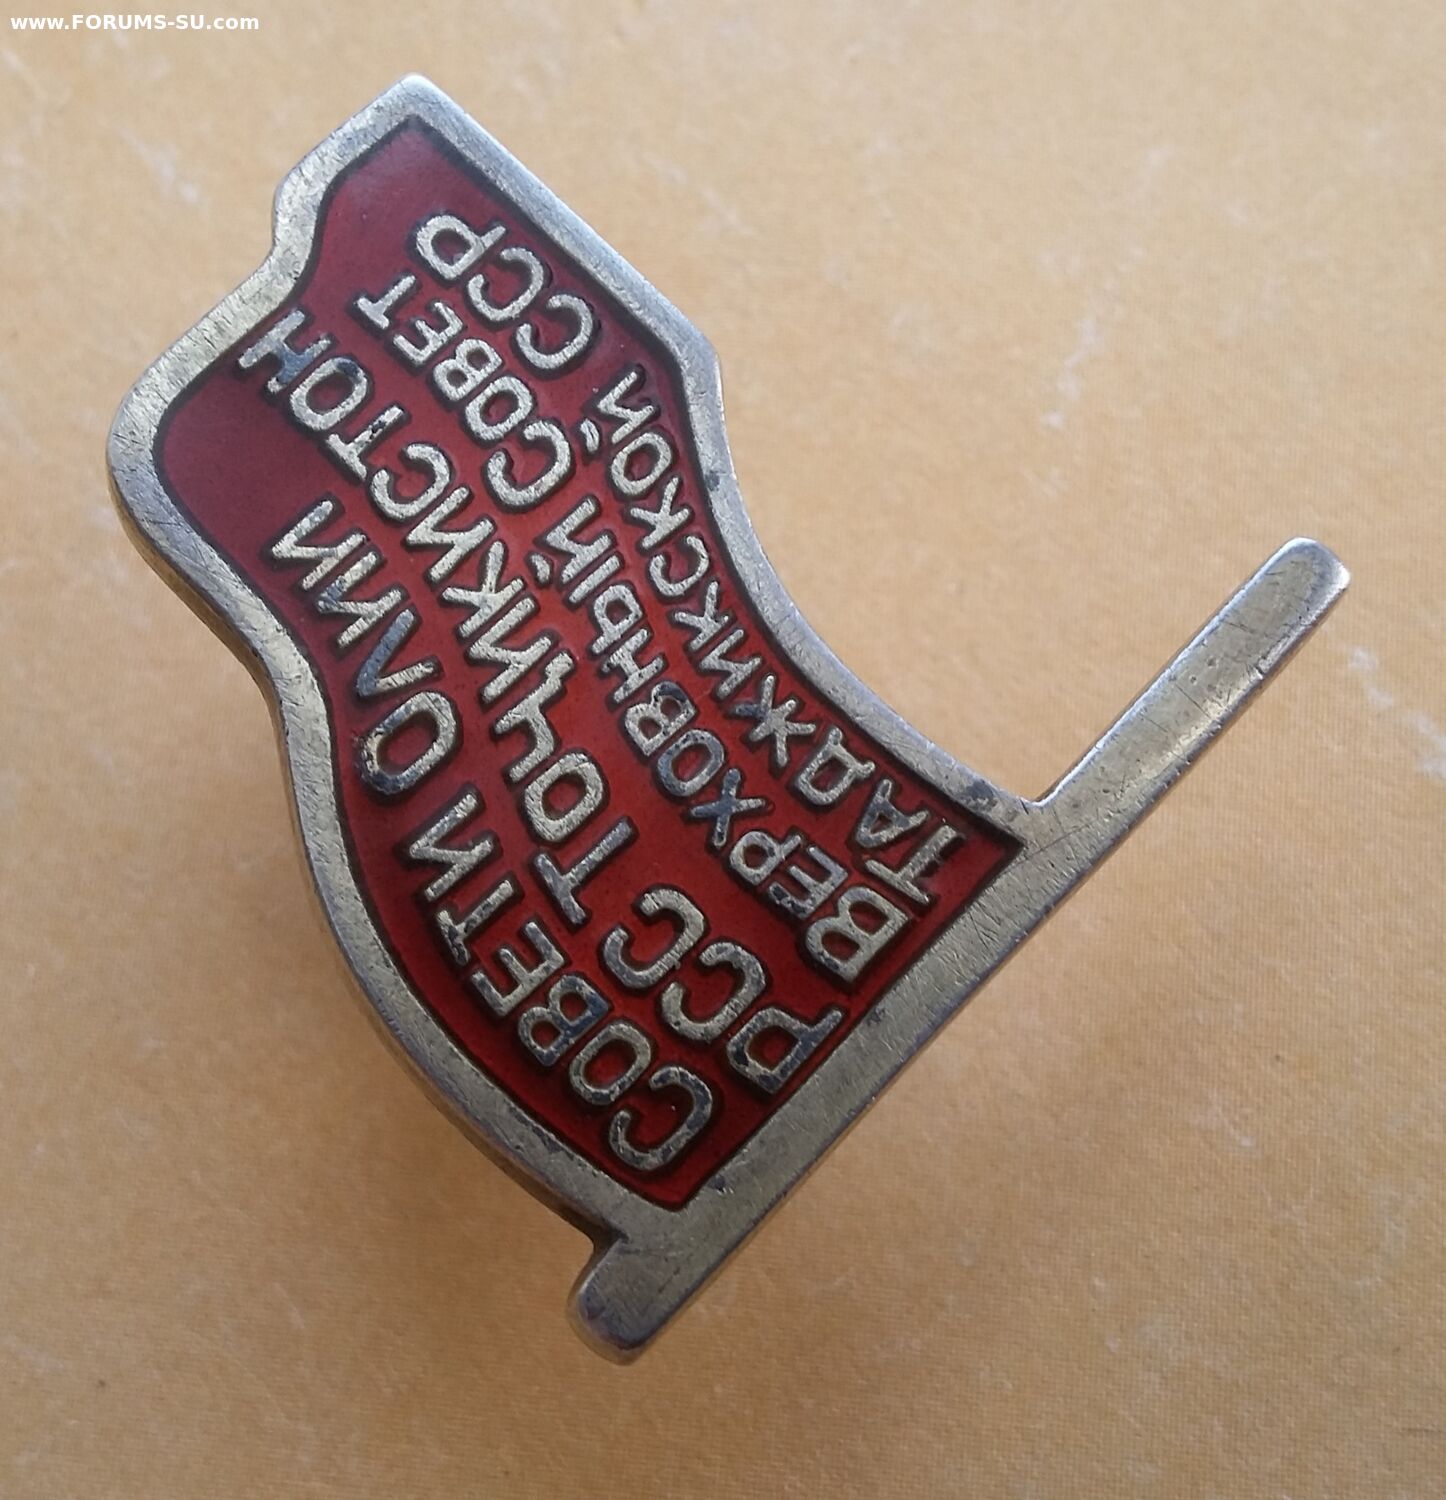 www.FORUMS-SU.com
СОВЕТИ ОЛИИ
РСС ТОҶИКИСТОН
ВЕРХОВНЫЙ СОВЕТ
ТАДЖИКСКОЙ ССР